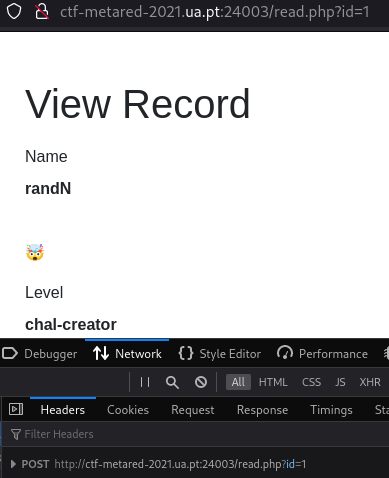 ctf-metared-2021.ua.pt:24003/read.php?id=1
View Record
Name
randN
🤯
Level
chal-creator
Debugger Network Style Editor Performance
All HTML CSS JS XHR
Headers Cookies Request Response Timings Sta
Filter Headers
POST http://ctf-metared-2021.ua.pt:24003/read.php?id=1